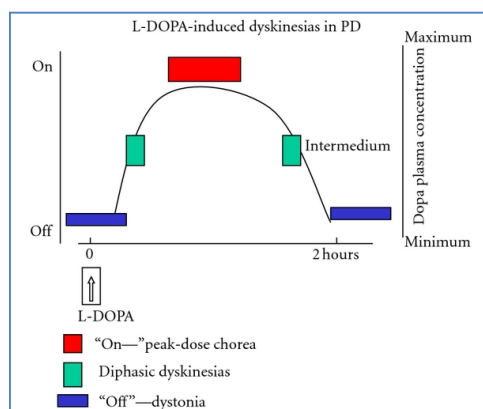 L-DOPA-induced dyskinesias in PD
Maximum
On
Intermedium
Dopa plasma concentration
Off
Minimum
0
2 hours
L-DOPA
“On—”peak-dose chorea
Diphasic dyskinesias
“Off”—dystonia